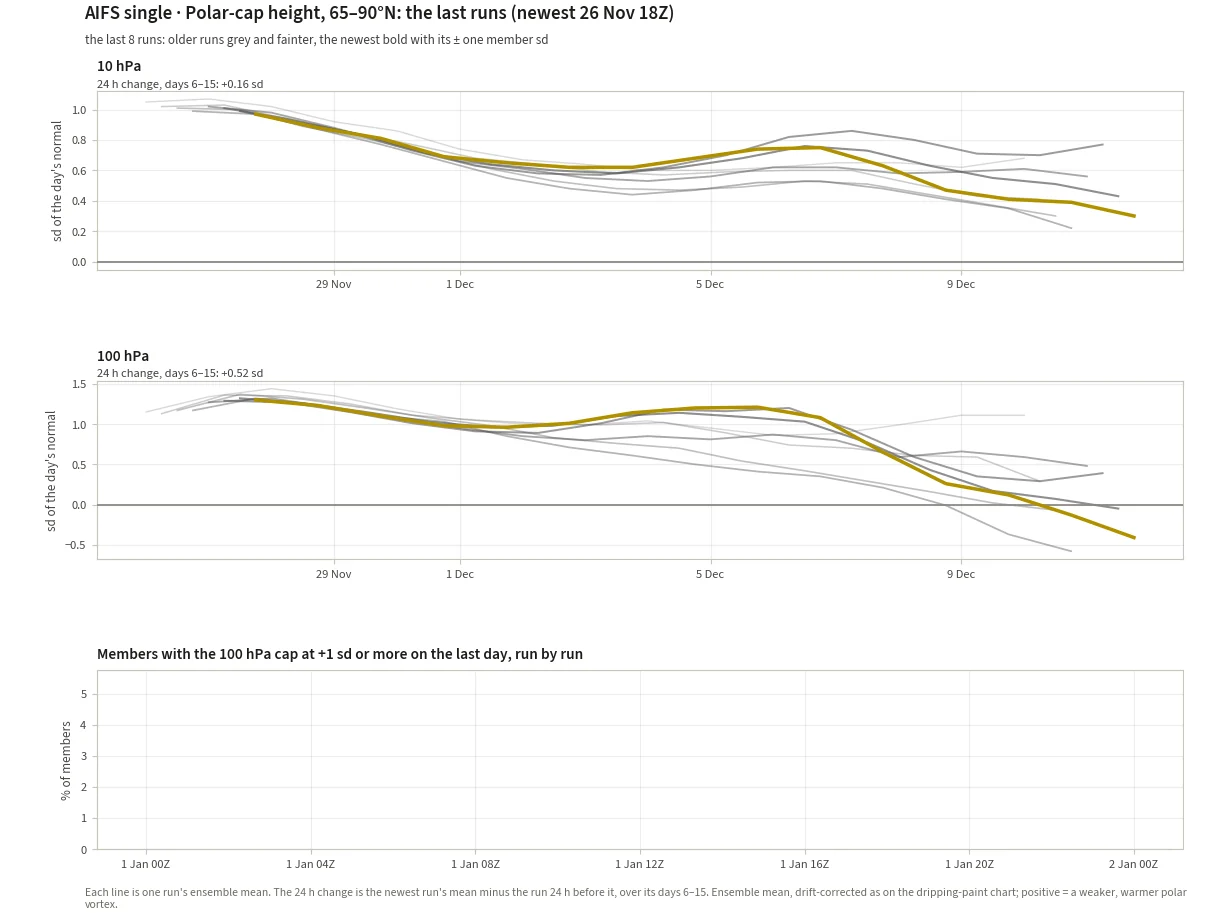 AIFS single · Polar-cap height, 65–90°N: the last runs (newest 26 Nov 18Z)
the last 8 runs: older runs grey and fainter, the newest bold with its ± one member sd
10 hPa
24 h change, days 6–15: +0.16 sd
sd of the day's normal
1.0
0.8
0.6
0.4
0.2
0.0
29 Nov 1 Dec 5 Dec 9 Dec
100 hPa
24 h change, days 6–15: +0.52 sd
sd of the day's normal
1.5
1.0
0.5
0.0
−0.5
29 Nov 1 Dec 5 Dec 9 Dec
Members with the 100 hPa cap at +1 sd or more on the last day, run by run
% of members
5
4
3
2
1
0
1 Jan 00Z 1 Jan 04Z 1 Jan 08Z 1 Jan 12Z 1 Jan 16Z 1 Jan 20Z 2 Jan 00Z
Each line is one run's ensemble mean. The 24 h change is the newest run's mean minus the run 24 h before it, over its days 6–15. Ensemble mean, drift-corrected as on the dripping-paint chart; positive = a weaker, warmer polar
vortex.